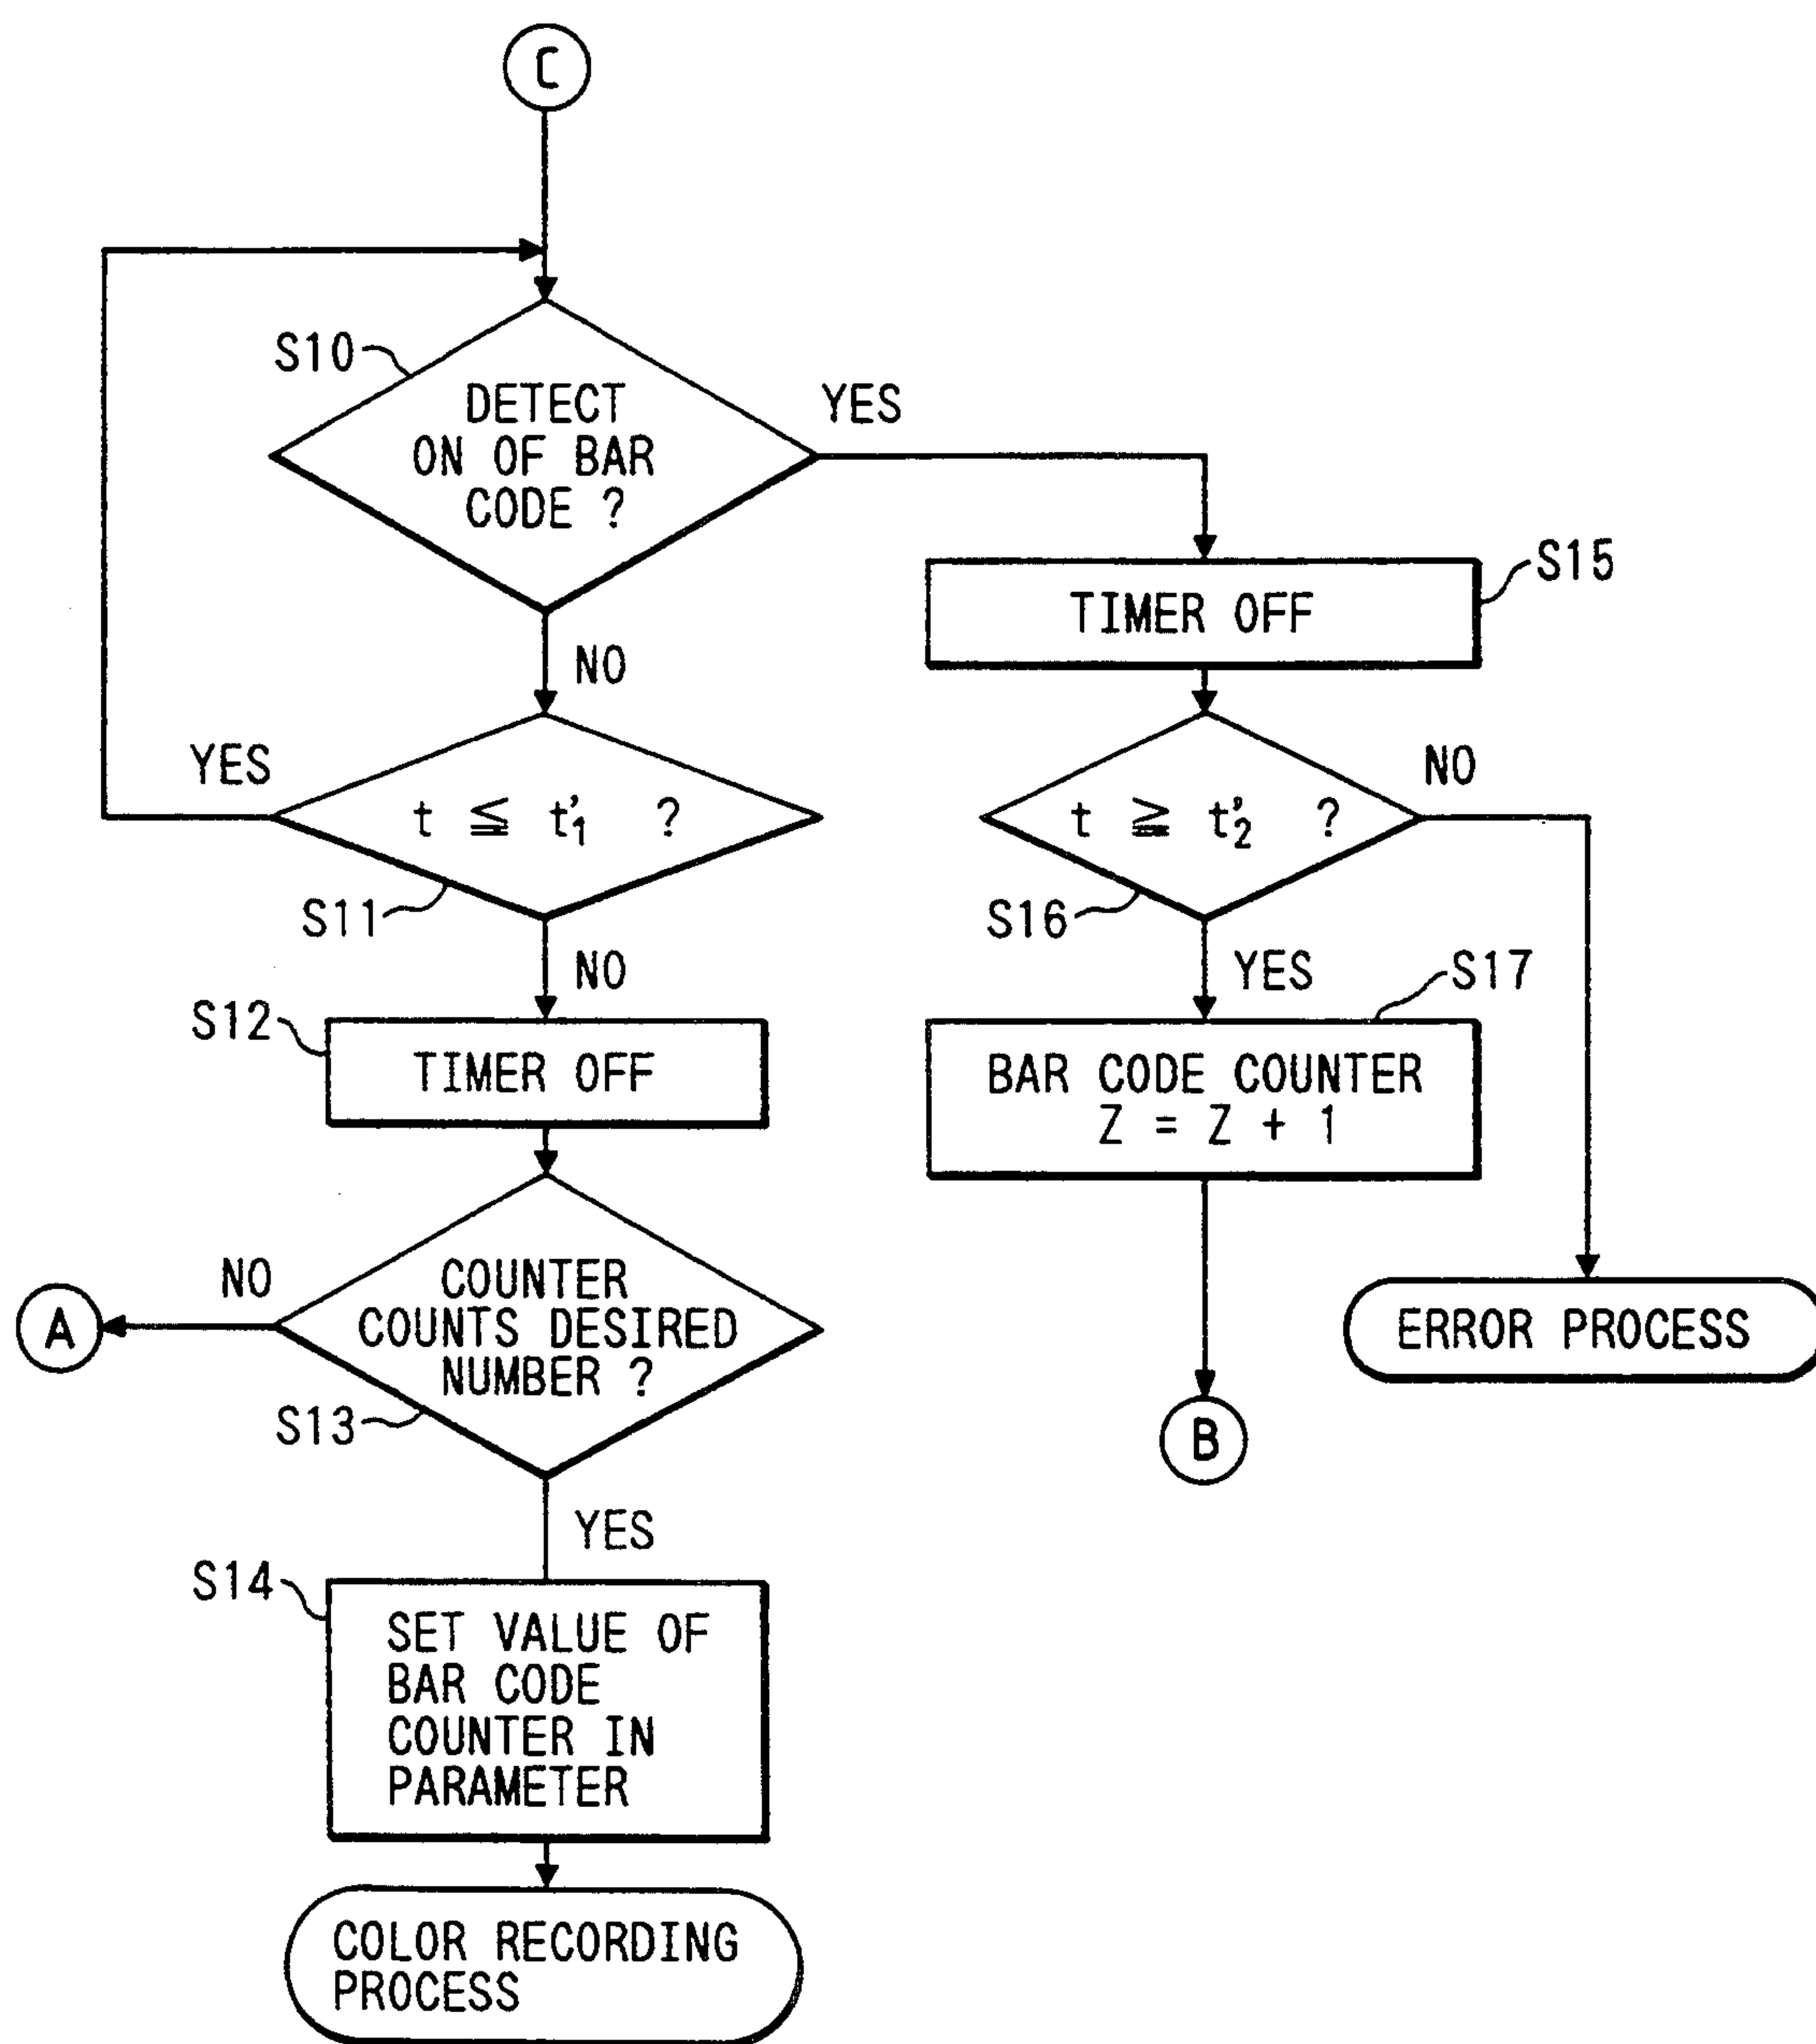 C
S10
DETECT
ON OF BAR
CODE ?
YES
NO
S15
TIMER OFF
YES
t ≦ t'1 ?
S11
NO
t ≧ t'2 ?
NO
S16
YES
S17
S12
TIMER OFF
BAR CODE COUNTER
Z = Z + 1
NO
A
COUNTER
COUNTS DESIRED
NUMBER ?
S13
ERROR PROCESS
B
YES
S14
SET VALUE OF
BAR CODE
COUNTER IN
PARAMETER
COLOR RECORDING
PROCESS